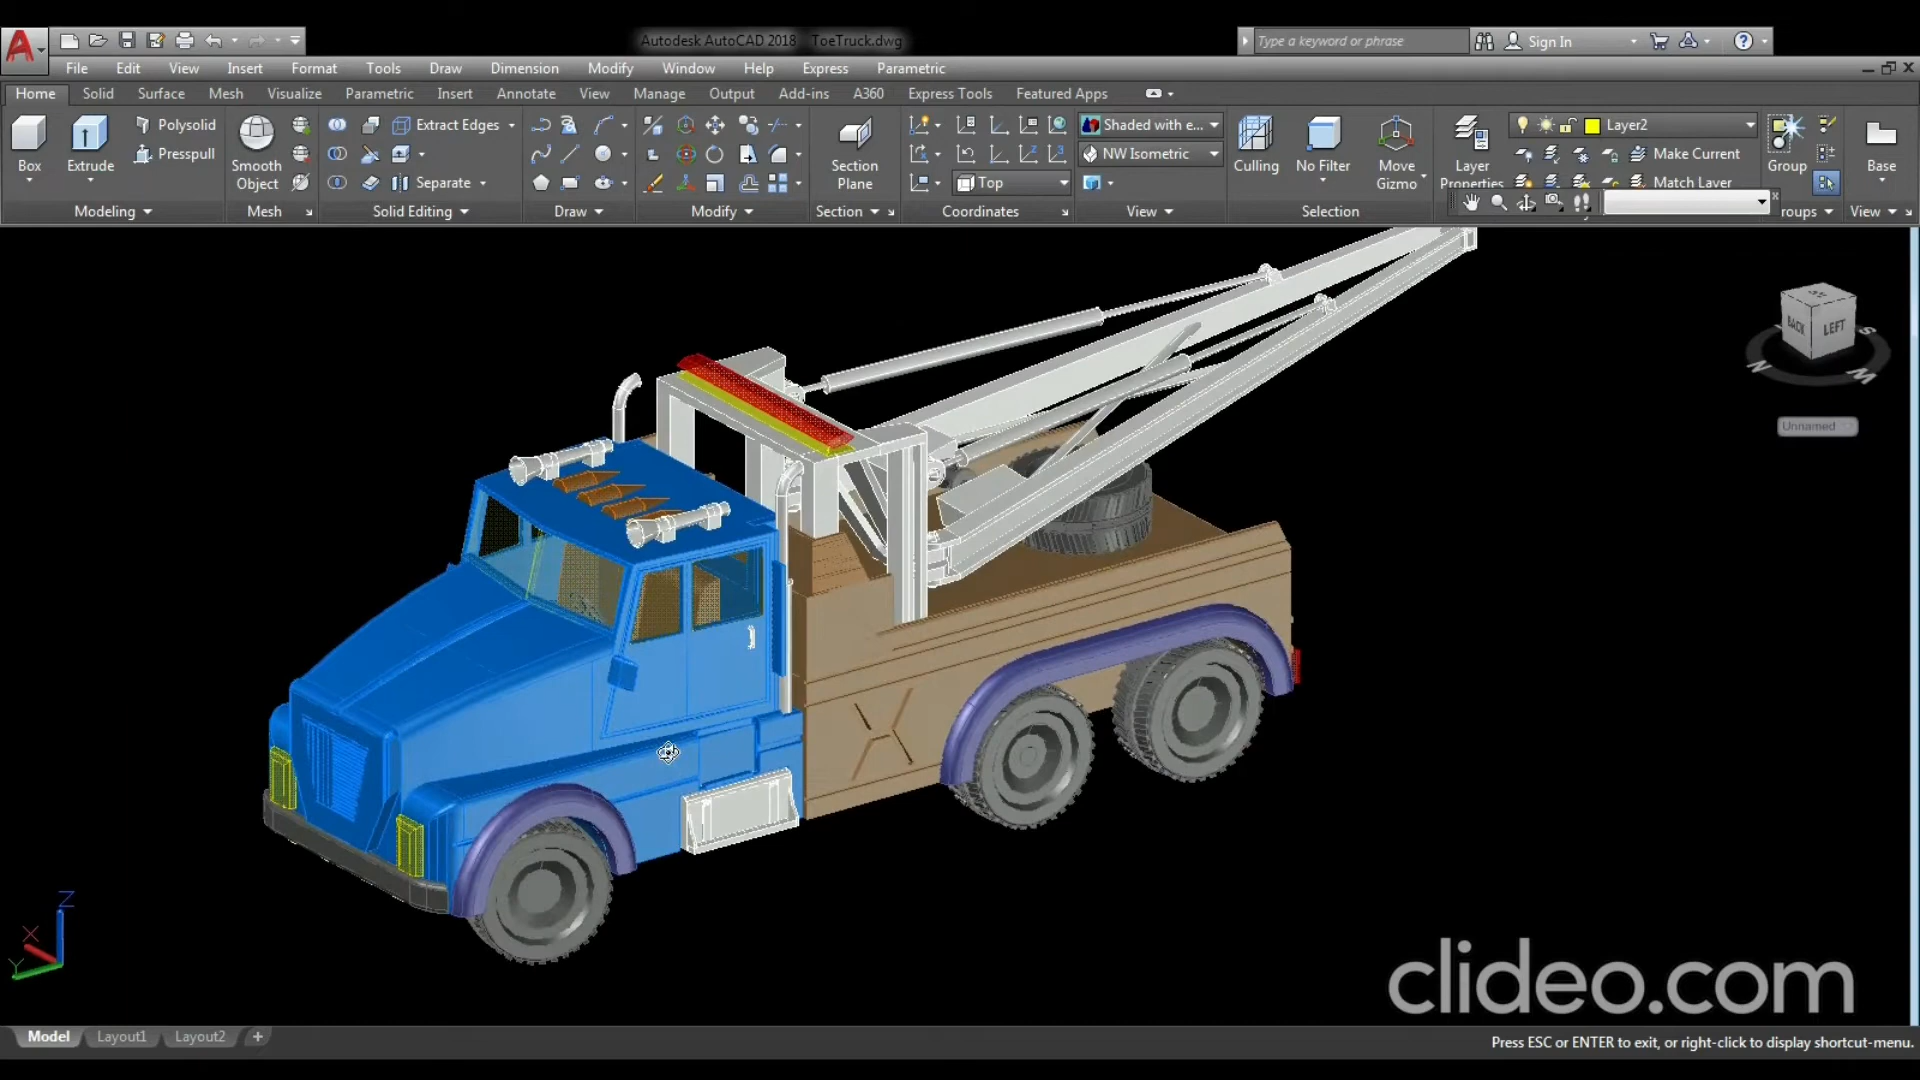 Autodesk AutoCAD 2018 ToeTruck.dwg
Type a keyword or phrase
Sign In
File Edit View Insert Format Tools Draw Dimension Modify Window Help Express Parametric
Home Solid Surface Mesh Visualize Parametric Insert Annotate View Manage Output Add-ins A360 Express Tools Featured Apps
Box
Extrude
Polysolid
Presspull
Smooth
Object
Extract Edges
Separate
Section
Plane
Top
Shaded with e...
NW Isometric
Culling
No Filter
Move
Gizmo
Layer
Properties
Layer2
Make Current
Match Layer
Group
Base
Modeling Mesh Solid Editing Draw Modify Section Coordinates View Selection roups View
BACK LEFT
N
S
Unnamed
Z
X
Y
clideo.com
Model Layout1 Layout2 +
Press ESC or ENTER to exit, or right-click to display shortcut-menu.